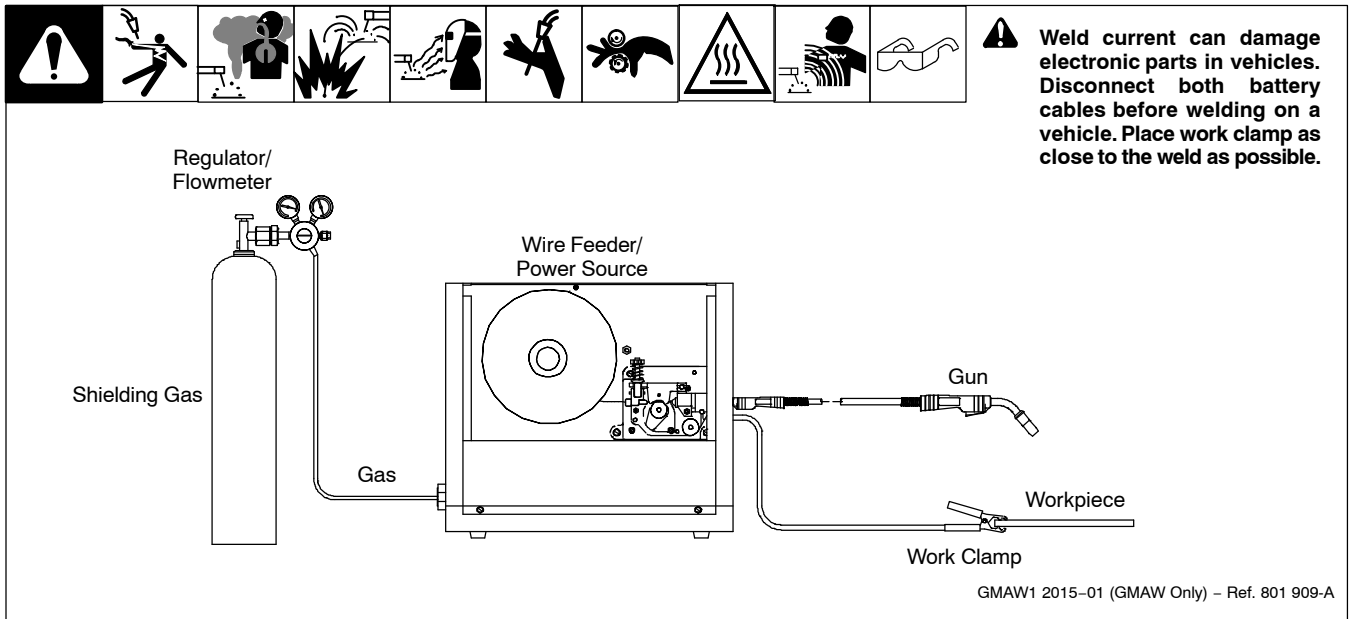 Weld current can damage
electronic parts in vehicles.
Disconnect both battery
cables before welding on a
vehicle. Place work clamp as
close to the weld as possible.
Regulator/
Flowmeter
Wire Feeder/
Power Source
Shielding Gas
Gun
Gas
Workpiece
Work Clamp
GMAW1 2015−01 (GMAW Only) − Ref. 801 909-A